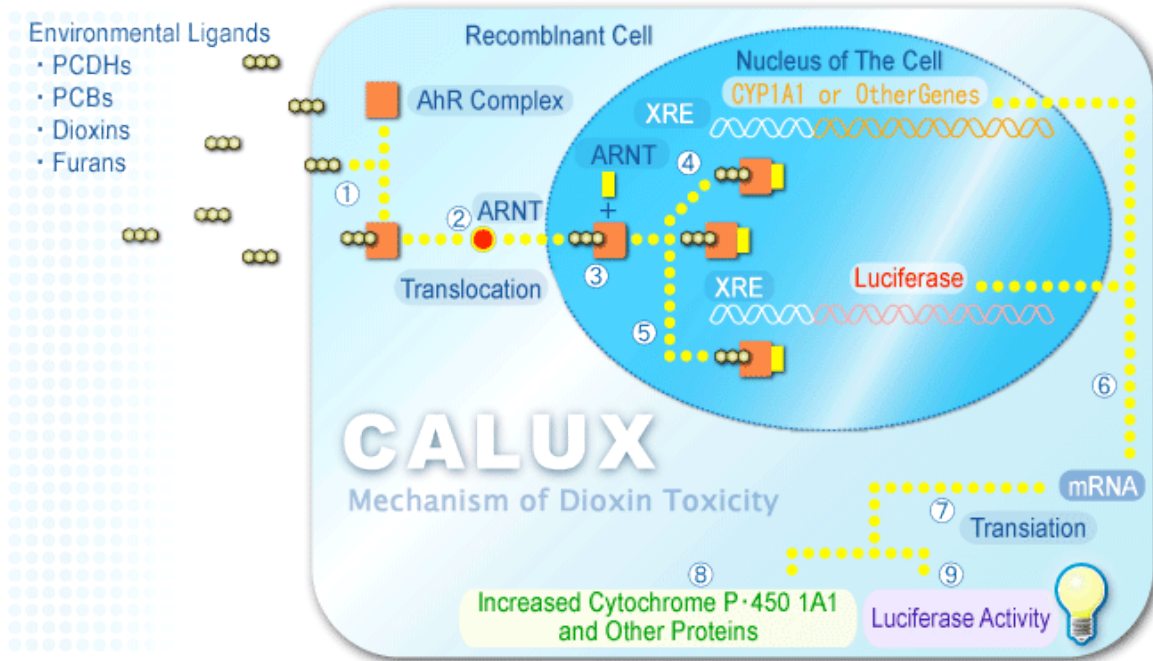 Environmental Ligands
・PCDHs
・PCBs
・Dioxins
・Furans
Recomblnant Cell
AhR Complex
Nucleus of The Cell
CYP1A1 or OtherGenes
XRE
ARNT
④
①
②
ARNT
+
③
Translocation
XRE
Luciferase
⑤
⑥
CALUX
Mechanism of Dioxin Toxicity
mRNA
⑦
Transiation
⑧
⑨
Increased Cytochrome P・450 1A1
and Other Proteins
Luciferase Activity